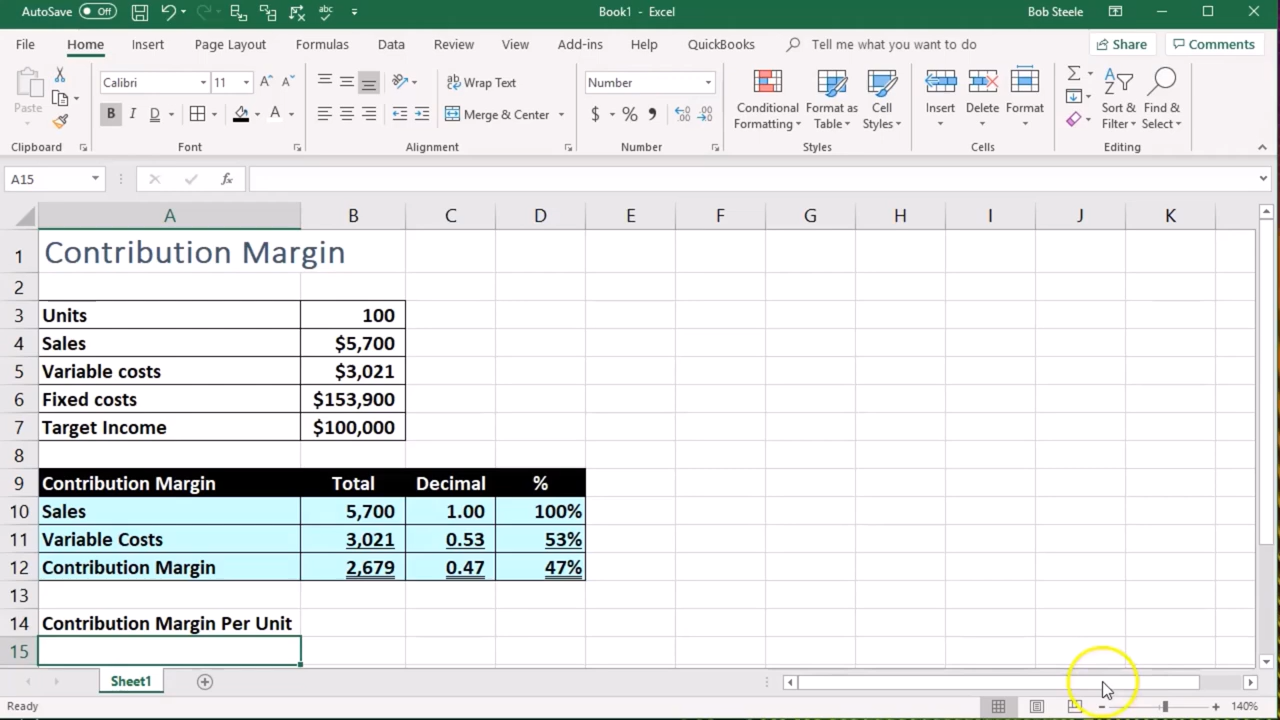 AutoSave Off Book1 - Excel Bob Steele
File Home Insert Page Layout Formulas Data Review View Add-ins Help QuickBooks Tell me what you want to do Share Comments
Paste Calibri 11 Wrap Text Number Conditional Format as Cell Insert Delete Format Sort & Find &
B I D A Merge & Center $ % Formatting Table Styles Filter Select
Clipboard Font Alignment Number Styles Cells Editing
A15 fx
A B C D E F G H I J K
1 Contribution Margin
2
3 Units 100
4 Sales $5,700
5 Variable costs $3,021
6 Fixed costs $153,900
7 Target Income $100,000
8
9 Contribution Margin Total Decimal %
10 Sales 5,700 1.00 100%
11 Variable Costs 3,021 0.53 53%
12 Contribution Margin 2,679 0.47 47%
13
14 Contribution Margin Per Unit
15
Sheet1
Ready 140%